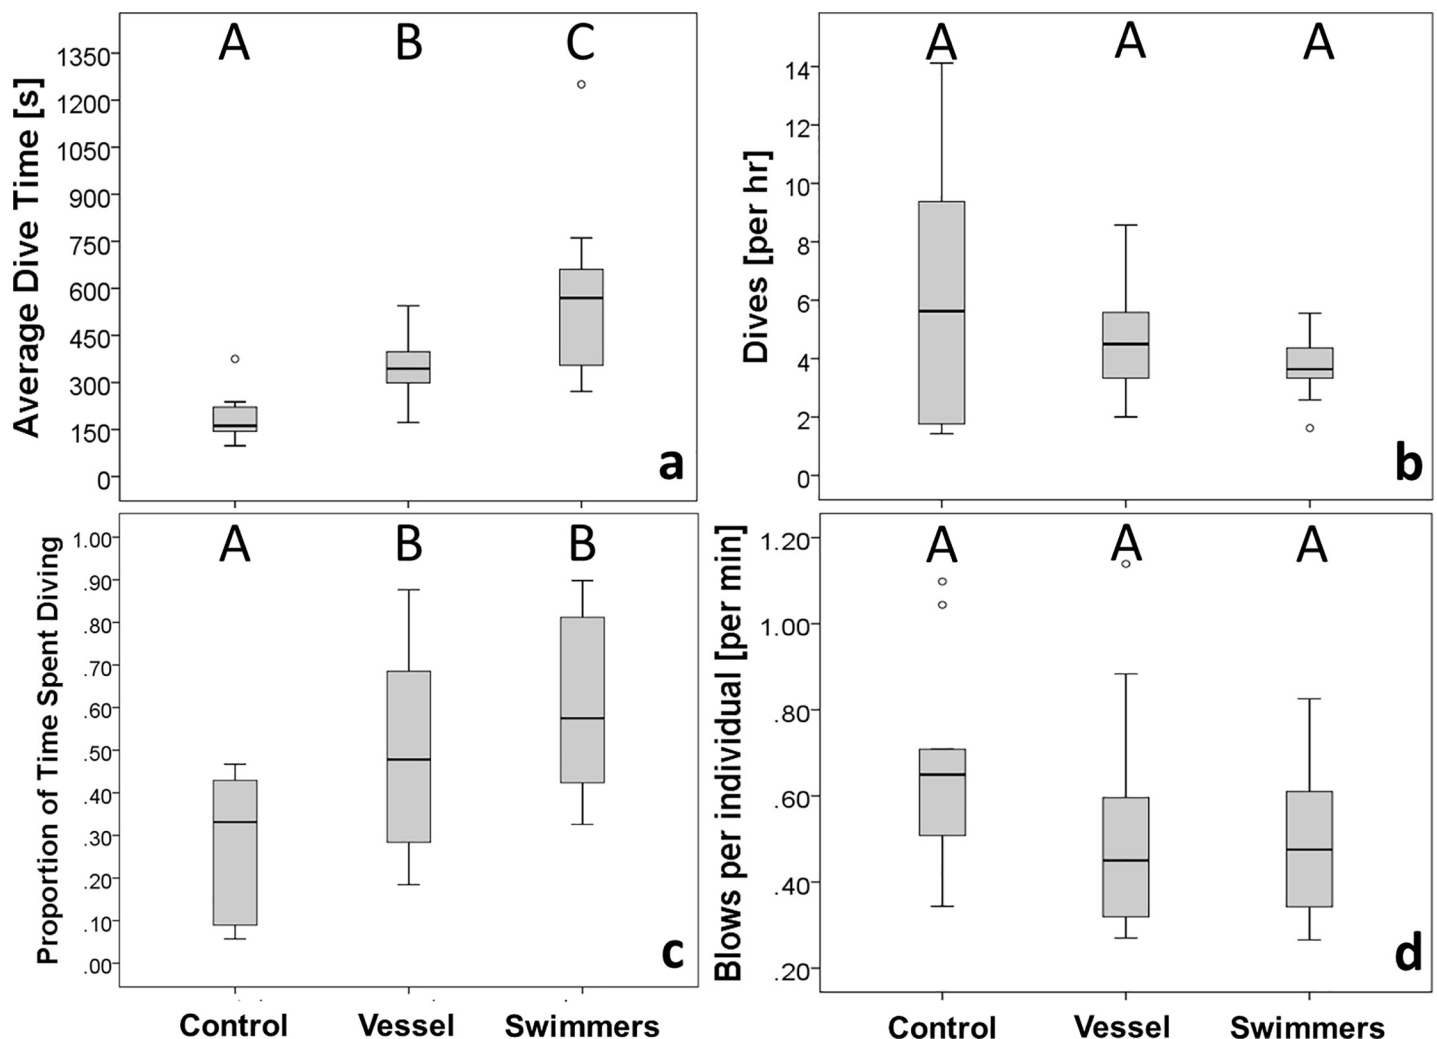 Average Dive Time [s]
1350
1200
1050
900
750
600
450
300
150
0
A B C
a
Dives [per hr]
14
12
10
8
6
4
2
0
A A A
b
Proportion of Time Spent Diving
1.00
.90
.80
.70
.60
.50
.40
.30
.20
.10
.00
A B B
c
Control Vessel Swimmers
Blows per individual [per min]
1.20
1.00
.80
.60
.40
.20
A A A
d
Control Vessel Swimmers